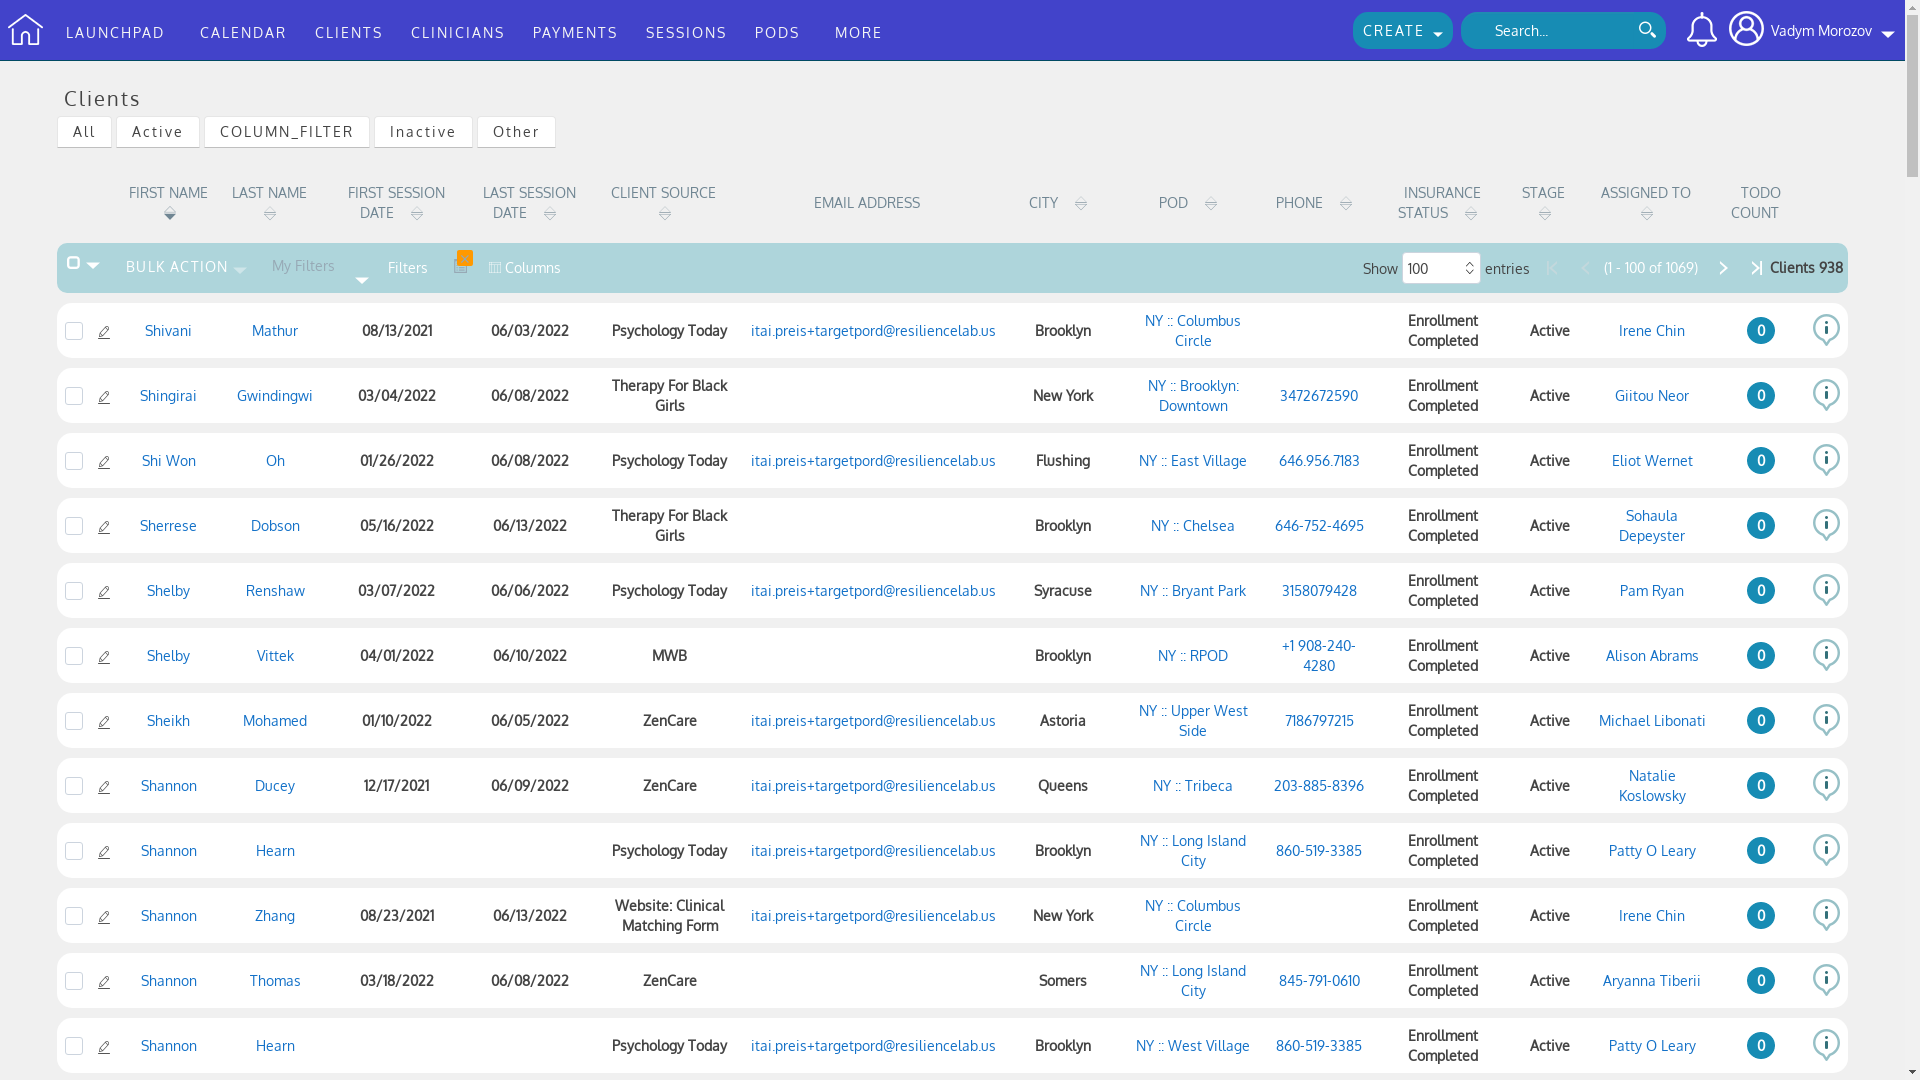 LAUNCHPAD CALENDAR CLIENTS CLINICIANS PAYMENTS SESSIONS PODS MORE CREATE Search... Vadym Morozov
Clients
All Active COLUMN_FILTER Inactive Other
FIRST NAME LAST NAME FIRST SESSION DATE LAST SESSION DATE CLIENT SOURCE EMAIL ADDRESS CITY POD PHONE INSURANCE STATUS STAGE ASSIGNED TO TODO COUNT
BULK ACTION My Filters Filters Columns Show 100 entries (1 - 100 of 1069) Clients 938
Shivani Mathur 08/13/2021 06/03/2022 Psychology Today itai.preis+targetpord@resiliencelab.us Brooklyn NY :: Columbus Circle Enrollment Completed Active Irene Chin 0
Shingirai Gwindingwi 03/04/2022 06/08/2022 Therapy For Black Girls New York NY :: Brooklyn: Downtown 3472672590 Enrollment Completed Active Giitou Neor 0
Shi Won Oh 01/26/2022 06/08/2022 Psychology Today itai.preis+targetpord@resiliencelab.us Flushing NY :: East Village 646.956.7183 Enrollment Completed Active Eliot Wernet 0
Sherrese Dobson 05/16/2022 06/13/2022 Therapy For Black Girls Brooklyn NY :: Chelsea 646-752-4695 Enrollment Completed Active Sohaula Depeyster 0
Shelby Renshaw 03/07/2022 06/06/2022 Psychology Today itai.preis+targetpord@resiliencelab.us Syracuse NY :: Bryant Park 3158079428 Enrollment Completed Active Pam Ryan 0
Shelby Vittek 04/01/2022 06/10/2022 MWB Brooklyn NY :: RPOD +1 908-240-4280 Enrollment Completed Active Alison Abrams 0
Sheikh Mohamed 01/10/2022 06/05/2022 ZenCare itai.preis+targetpord@resiliencelab.us Astoria NY :: Upper West Side 7186797215 Enrollment Completed Active Michael Libonati 0
Shannon Ducey 12/17/2021 06/09/2022 ZenCare itai.preis+targetpord@resiliencelab.us Queens NY :: Tribeca 203-885-8396 Enrollment Completed Active Natalie Koslowsky 0
Shannon Hearn Psychology Today itai.preis+targetpord@resiliencelab.us Brooklyn NY :: Long Island City 860-519-3385 Enrollment Completed Active Patty O Leary 0
Shannon Zhang 08/23/2021 06/13/2022 Website: Clinical Matching Form itai.preis+targetpord@resiliencelab.us New York NY :: Columbus Circle Enrollment Completed Active Irene Chin 0
Shannon Thomas 03/18/2022 06/08/2022 ZenCare Somers NY :: Long Island City 845-791-0610 Enrollment Completed Active Aryanna Tiberii 0
Shannon Hearn Psychology Today itai.preis+targetpord@resiliencelab.us Brooklyn NY :: West Village 860-519-3385 Enrollment Completed Active Patty O Leary 0